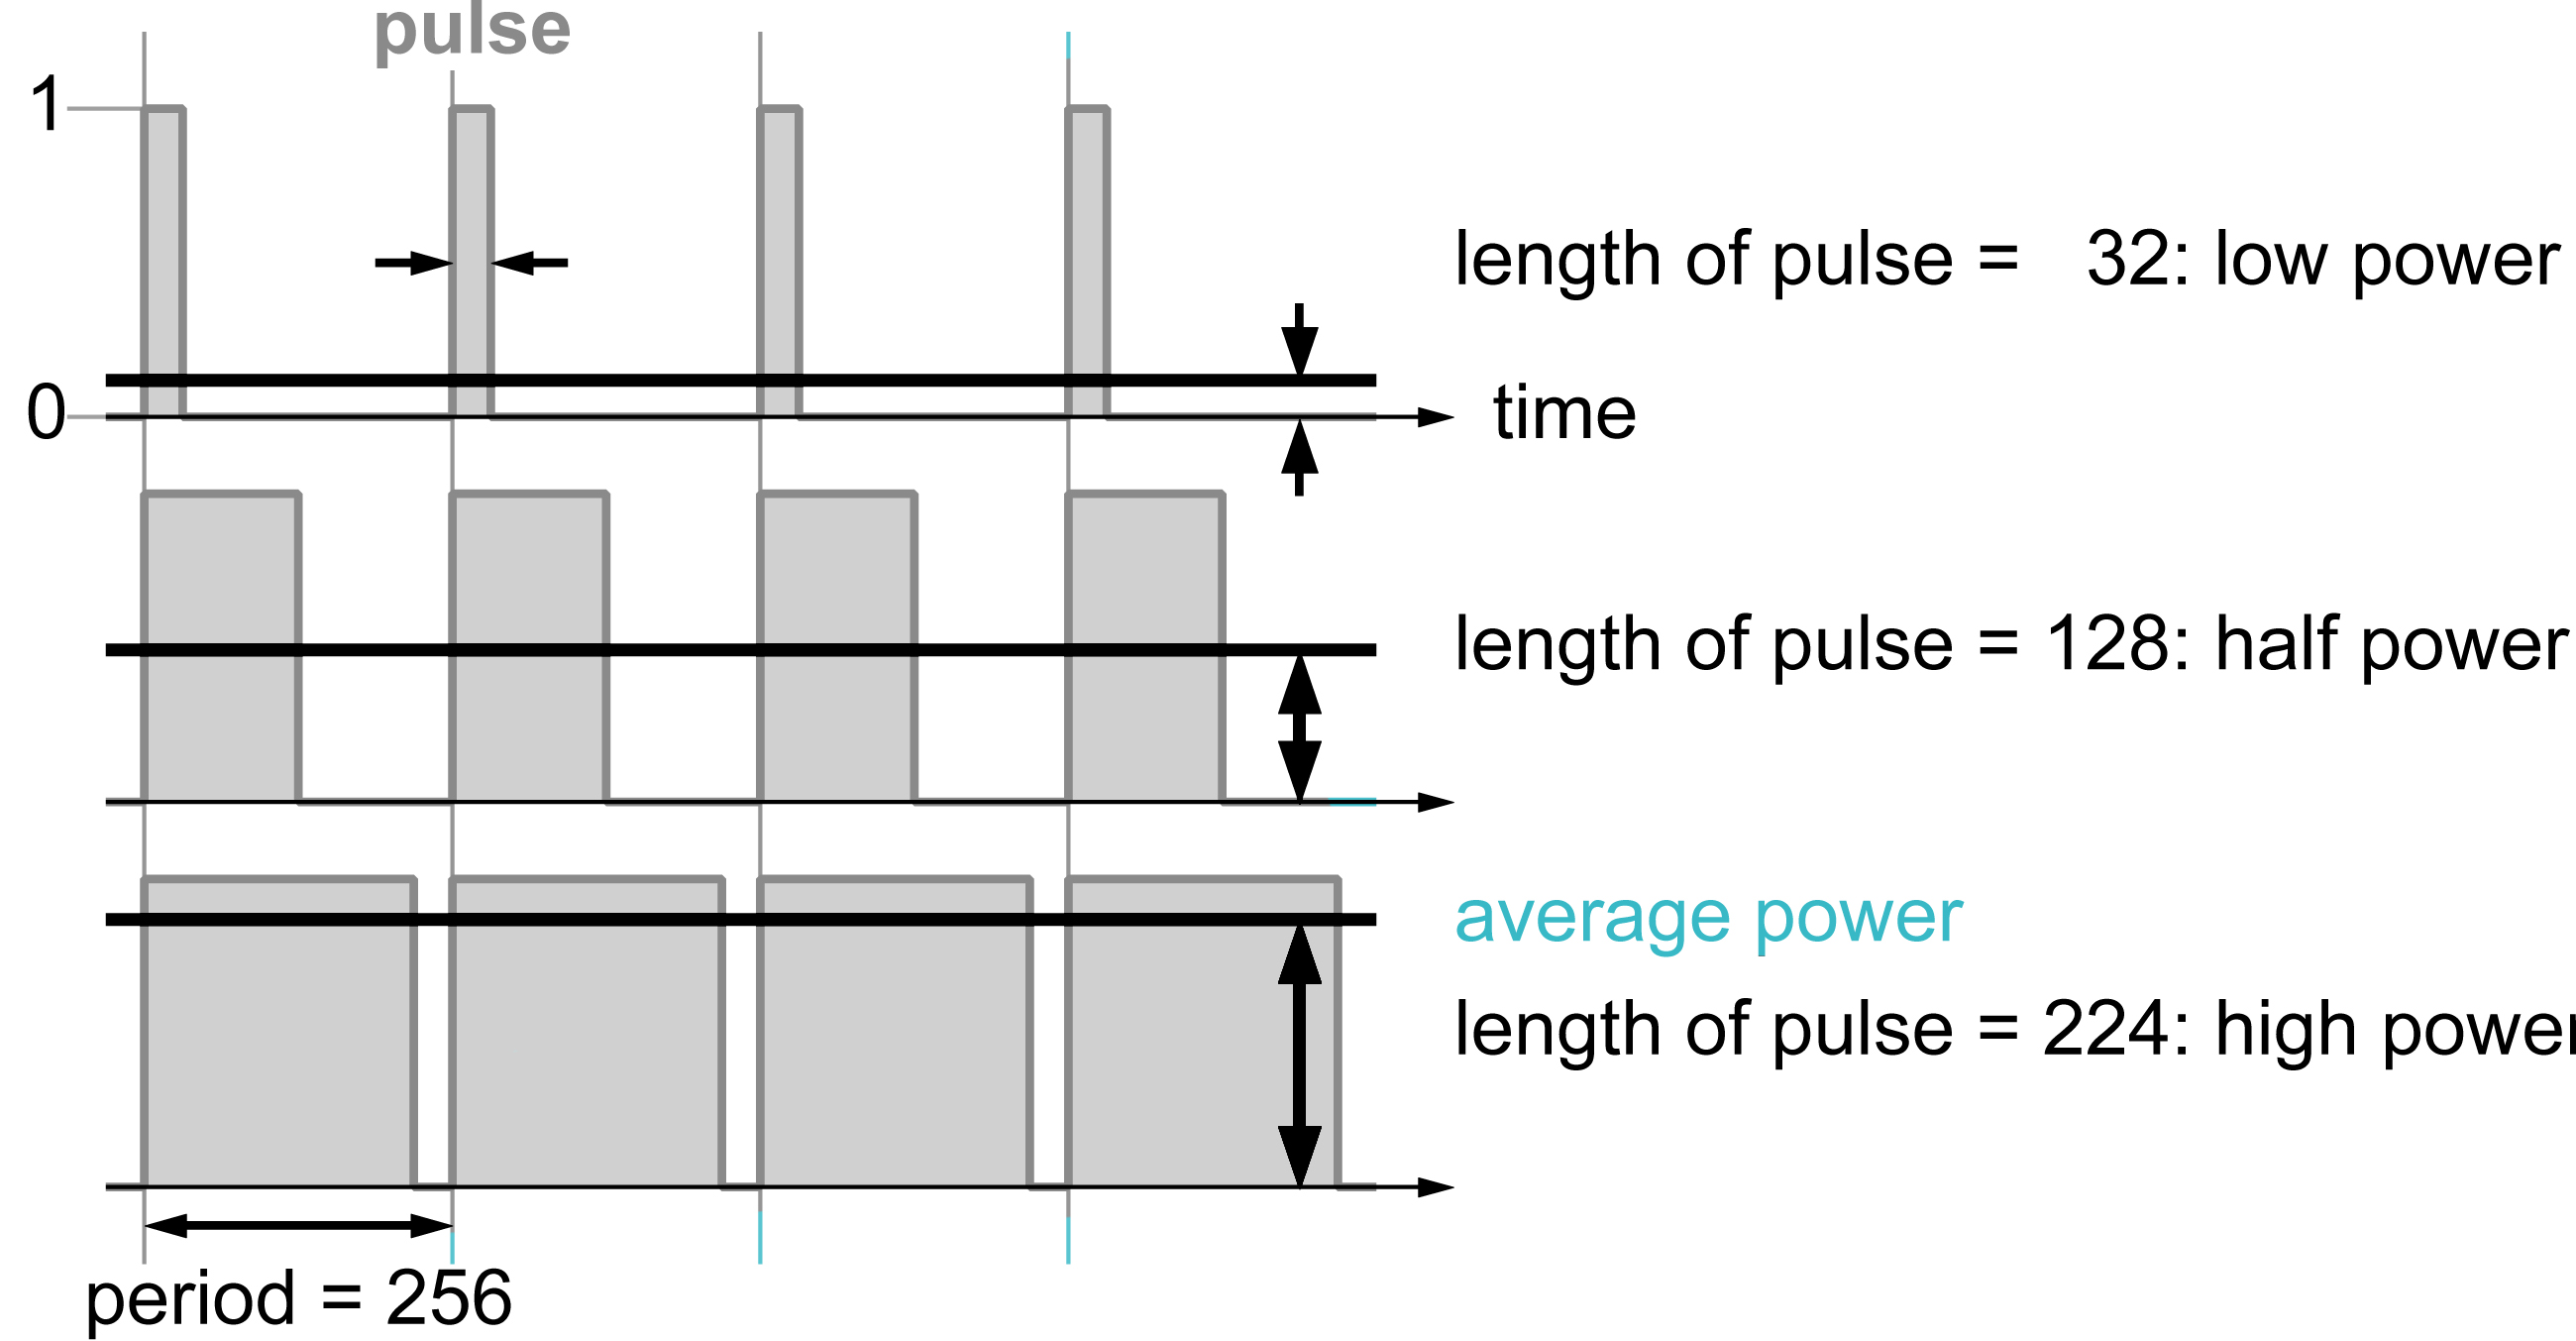 pulse
1
length of pulse = 32: low power
0
time
length of pulse = 128: half power
average power
length of pulse = 224: high power
period = 256